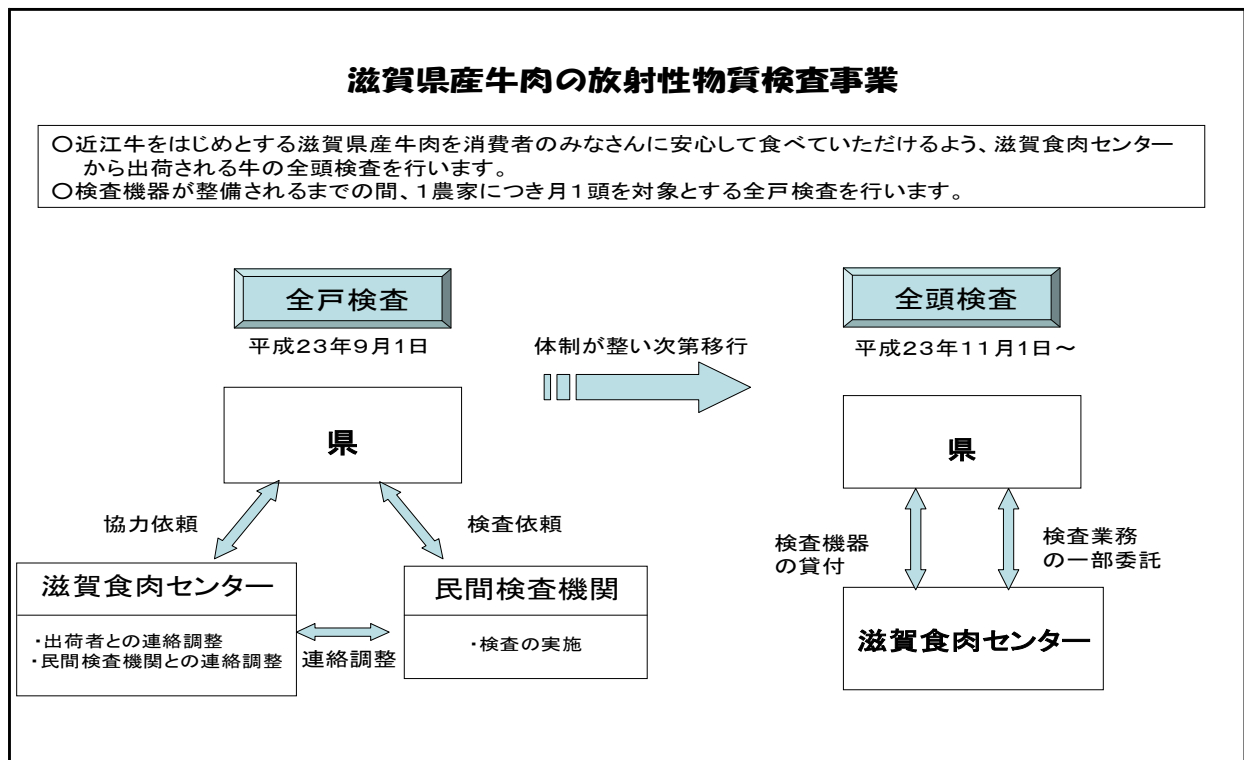 滋賀県産牛肉の放射性物質検査事業
○近江牛をはじめとする滋賀県産牛肉を消費者のみなさんに安心して食べていただけるよう、滋賀食肉センター
から出荷される牛の全頭検査を行います。
○検査機器が整備されるまでの間、1農家につき月1頭を対象とする全戸検査を行います。
全戸検査
平成23年9月1日
体制が整い次第移行
全頭検査
平成23年11月1日~
県
協力依頼
検査依頼
滋賀食肉センター
・出荷者との連絡調整
・民間検査機関との連絡調整
連絡調整
民間検査機関
・検査の実施
県
検査機器
の貸付
検査業務
の一部委託
滋賀食肉センター